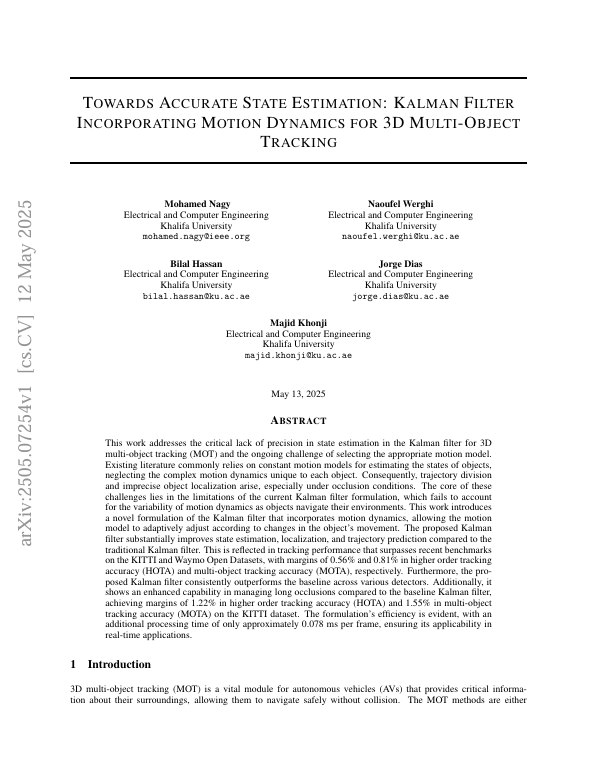 arXiv:2505.07254v1 [cs.CV] 12 May 2025
TOWARDS ACCURATE STATE ESTIMATION: KALMAN FILTER
INCORPORATING MOTION DYNAMICS FOR 3D MULTI-OBJECT
TRACKING
Mohamed Nagy
Electrical and Computer Engineering
Khalifa University
mohamed.nagy@ieee.org
Naoufel Werghi
Electrical and Computer Engineering
Khalifa University
naoufel.werghi@ku.ac.ae
Bilal Hassan
Electrical and Computer Engineering
Khalifa University
bilal.hassan@ku.ac.ae
Jorge Dias
Electrical and Computer Engineering
Khalifa University
jorge.dias@ku.ac.ae
Majid Khonji
Electrical and Computer Engineering
Khalifa University
majid.khonji@ku.ac.ae
May 13, 2025
ABSTRACT
This work addresses the critical lack of precision in state estimation in the Kalman filter for 3D
multi-object tracking (MOT) and the ongoing challenge of selecting the appropriate motion model.
Existing literature commonly relies on constant motion models for estimating the states of objects,
neglecting the complex motion dynamics unique to each object. Consequently, trajectory division
and imprecise object localization arise, especially under occlusion conditions. The core of these
challenges lies in the limitations of the current Kalman filter formulation, which fails to account
for the variability of motion dynamics as objects navigate their environments. This work introduces
a novel formulation of the Kalman filter that incorporates motion dynamics, allowing the motion
model to adaptively adjust according to changes in the object's movement. The proposed Kalman
filter substantially improves state estimation, localization, and trajectory prediction compared to the
traditional Kalman filter. This is reflected in tracking performance that surpasses recent benchmarks
on the KITTI and Waymo Open Datasets, with margins of 0.56% and 0.81% in higher order tracking
accuracy (HOTA) and multi-object tracking accuracy (MOTA), respectively. Furthermore, the pro-
posed Kalman filter consistently outperforms the baseline across various detectors. Additionally, it
shows an enhanced capability in managing long occlusions compared to the baseline Kalman filter,
achieving margins of 1.22% in higher order tracking accuracy (HOTA) and 1.55% in multi-object
tracking accuracy (MOTA) on the KITTI dataset. The formulation's efficiency is evident, with an
additional processing time of only approximately 0.078 ms per frame, ensuring its applicability in
real-time applications.
1 Introduction
3D multi-object tracking (MOT) is a vital module for autonomous vehicles (AVs) that provides critical informa-
tion about their surroundings, allowing them to navigate safely without collision. The MOT methods are either